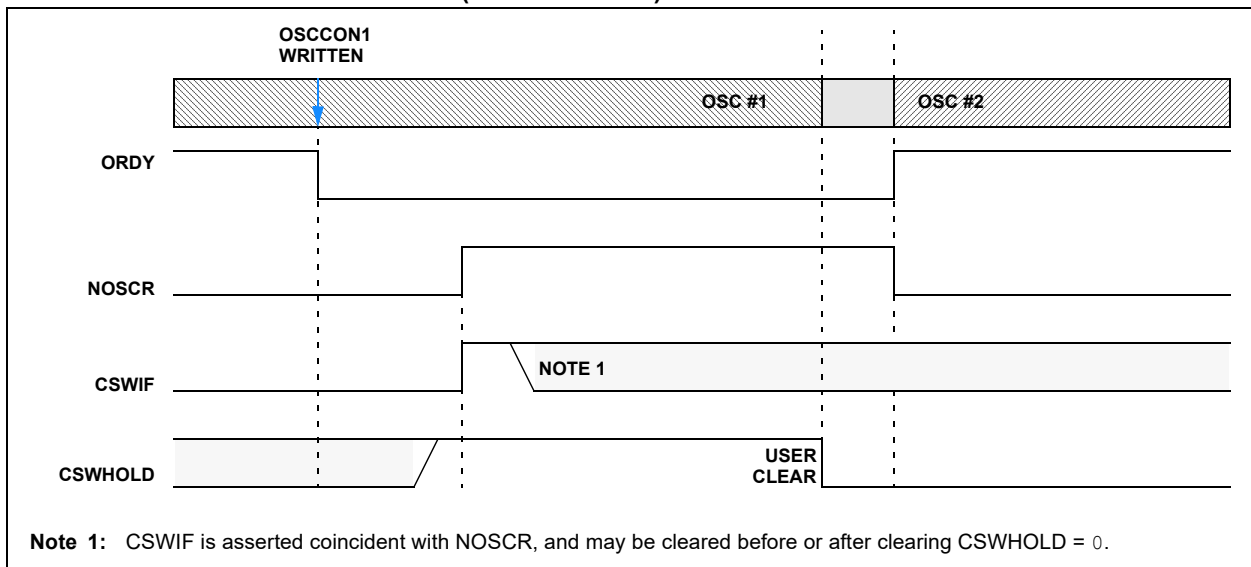 OSCCON1
WRITTEN
OSC #1
OSC #2
ORDY
NOSCR
CSWIF
NOTE 1
CSWHOLD
USER
CLEAR
Note 1: CSWIF is asserted coincident with NOSCR, and may be cleared before or after clearing CSWHOLD = 0.